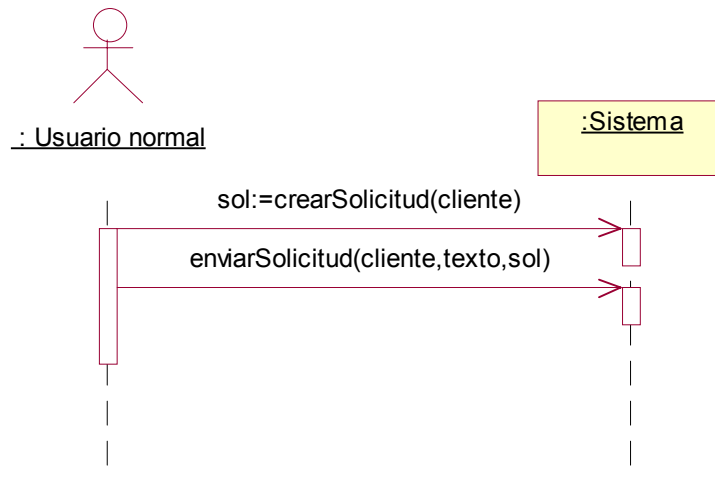 : Usuario normal
:Sistema
sol:=crearSolicitud(cliente)
enviarSolicitud(cliente,texto,sol)